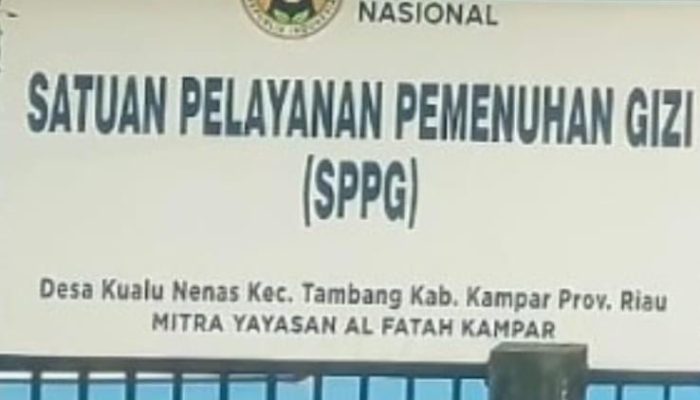 NASIONAL
SATUAN PELAYANAN PEMENUHAN GIZI
(SPPG)
Desa Kualu Nenas Kec. Tambang Kab. Kampar Prov. Riau
MITRA YAYASAN AL FATAH KAMPAR